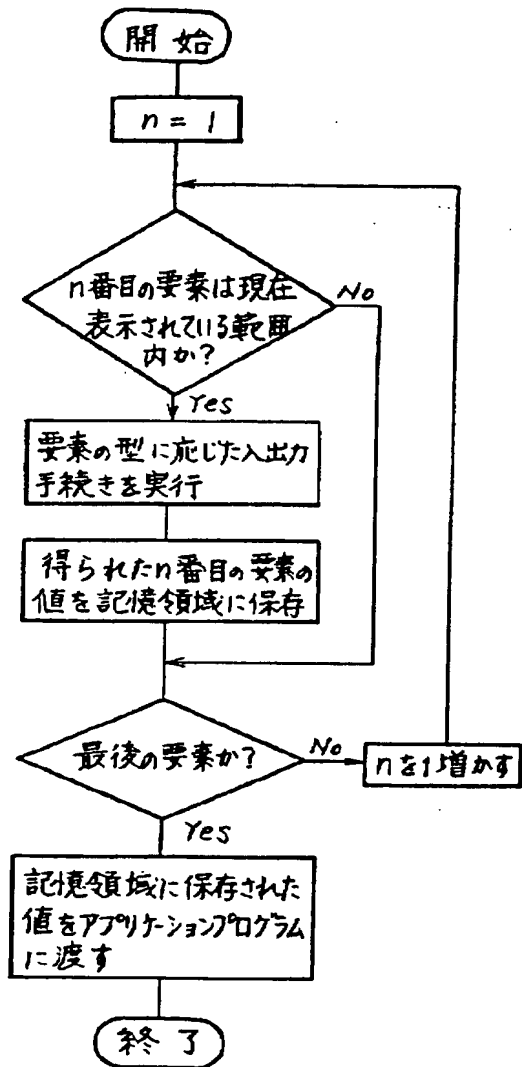 開始
n = 1
n番目の要素は現在
表示されている範囲
内か?
No
Yes
要素の型に応じた入出力
手続きを実行
得られたn番目の要素の
値を記憶領域に保存
最後の要素か?
No
nを1増かす
Yes
記憶領域に保存された
値をアプリケーションプログラム
に渡す
終了